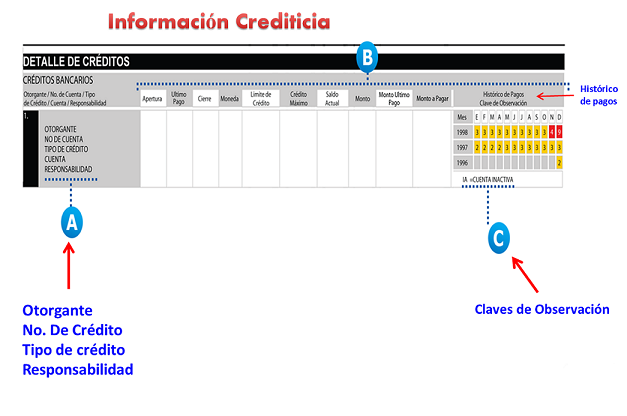 Información Crediticia
DETALLE DE CRÉDITOS
B
CRÉDITOS BANCARIOS
Otorgante / No. de Cuenta / Tipo
de Crédito / Cuenta / Responsabilidad
Apertura Ultimo Pago Cierre Moneda Limite de Crédito Crédito Máximo Saldo Actual Monto Monto Ultimo Pago Monto a Pagar
Histórico de Pagos
Clave de Observación
Histórico
de pagos
1.
OTORGANTE
NO DE CUENTA
TIPO DE CRÉDITO
CUENTA
RESPONSABILIDAD
Mes E F M A M J J A S O N D
1998 3 3 3 3 3 3 3 3 3 3 4 9
1997 2 2 2 2 3 3 3 3 3 3 3 3
1996 2
IA =CUENTA INACTIVA
A
C
Otorgante
No. De Crédito
Tipo de crédito
Responsabilidad
Claves de Observación